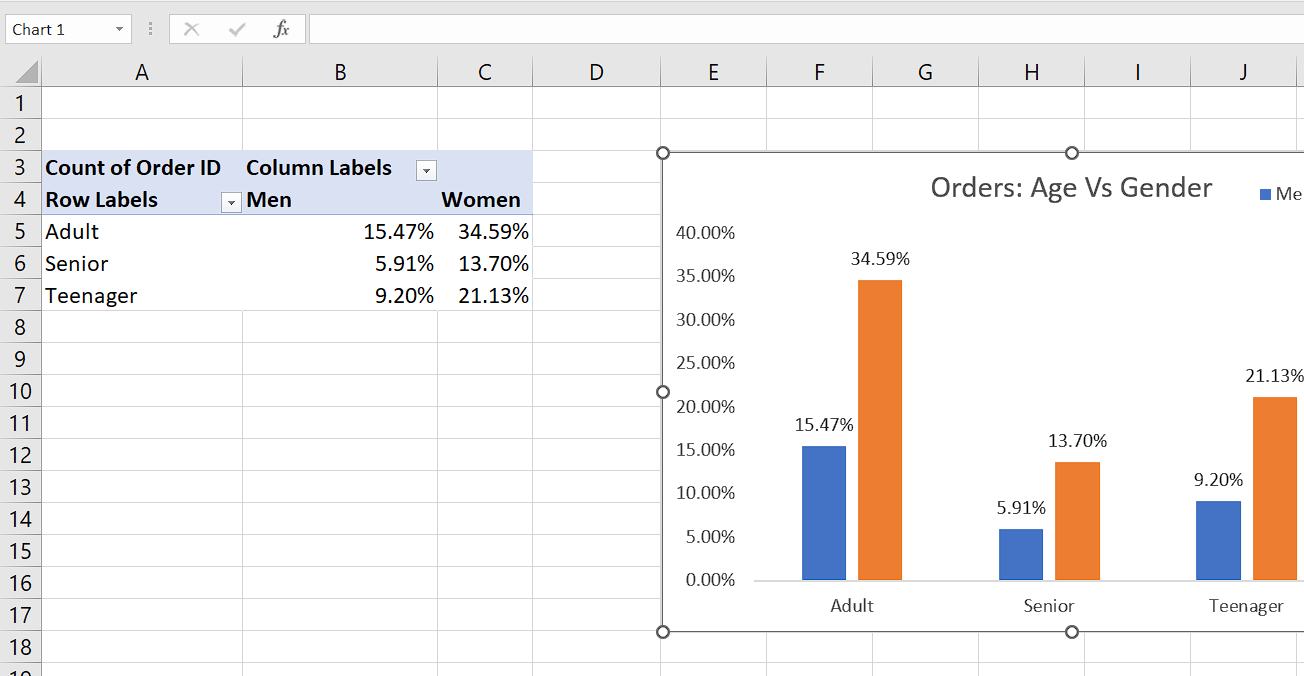 Chart 1
fx
A B C D E F G H I J
1
2
3 Count of Order ID Column Labels
4 Row Labels Men Women
5 Adult 15.47% 34.59%
6 Senior 5.91% 13.70%
7 Teenager 9.20% 21.13%
8
9
10
11
12
13
14
15
16
17
18
Orders: Age Vs Gender
Me
40.00%
35.00%
30.00%
25.00%
20.00%
15.00%
10.00%
5.00%
0.00%
15.47% 34.59%
5.91% 13.70%
9.20% 21.13%
Adult Senior Teenager